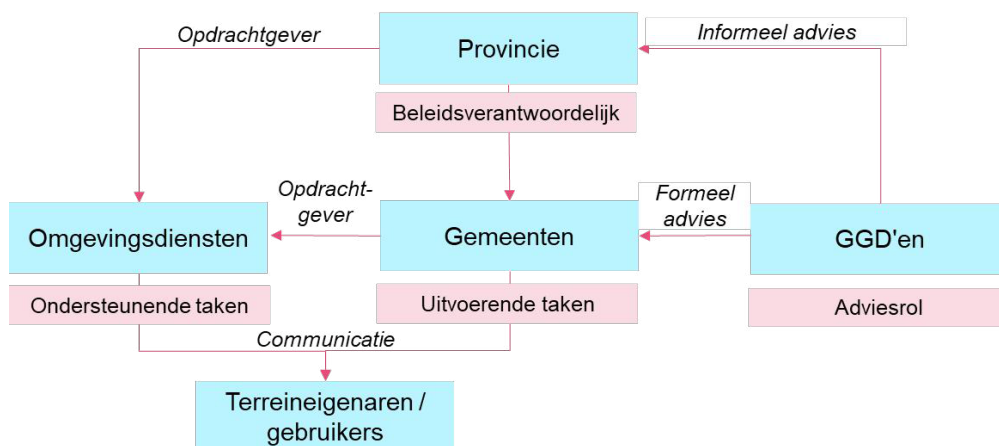 Opdrachtgever
Provincie
Informeel advies
Beleidsverantwoordelijk
Opdracht-
gever
Formeel
advies
Omgevingsdiensten
Gemeenten
GGD'en
Ondersteunende taken
Uitvoerende taken
Adviesrol
Communicatie
Terreineigenaren /
gebruikers